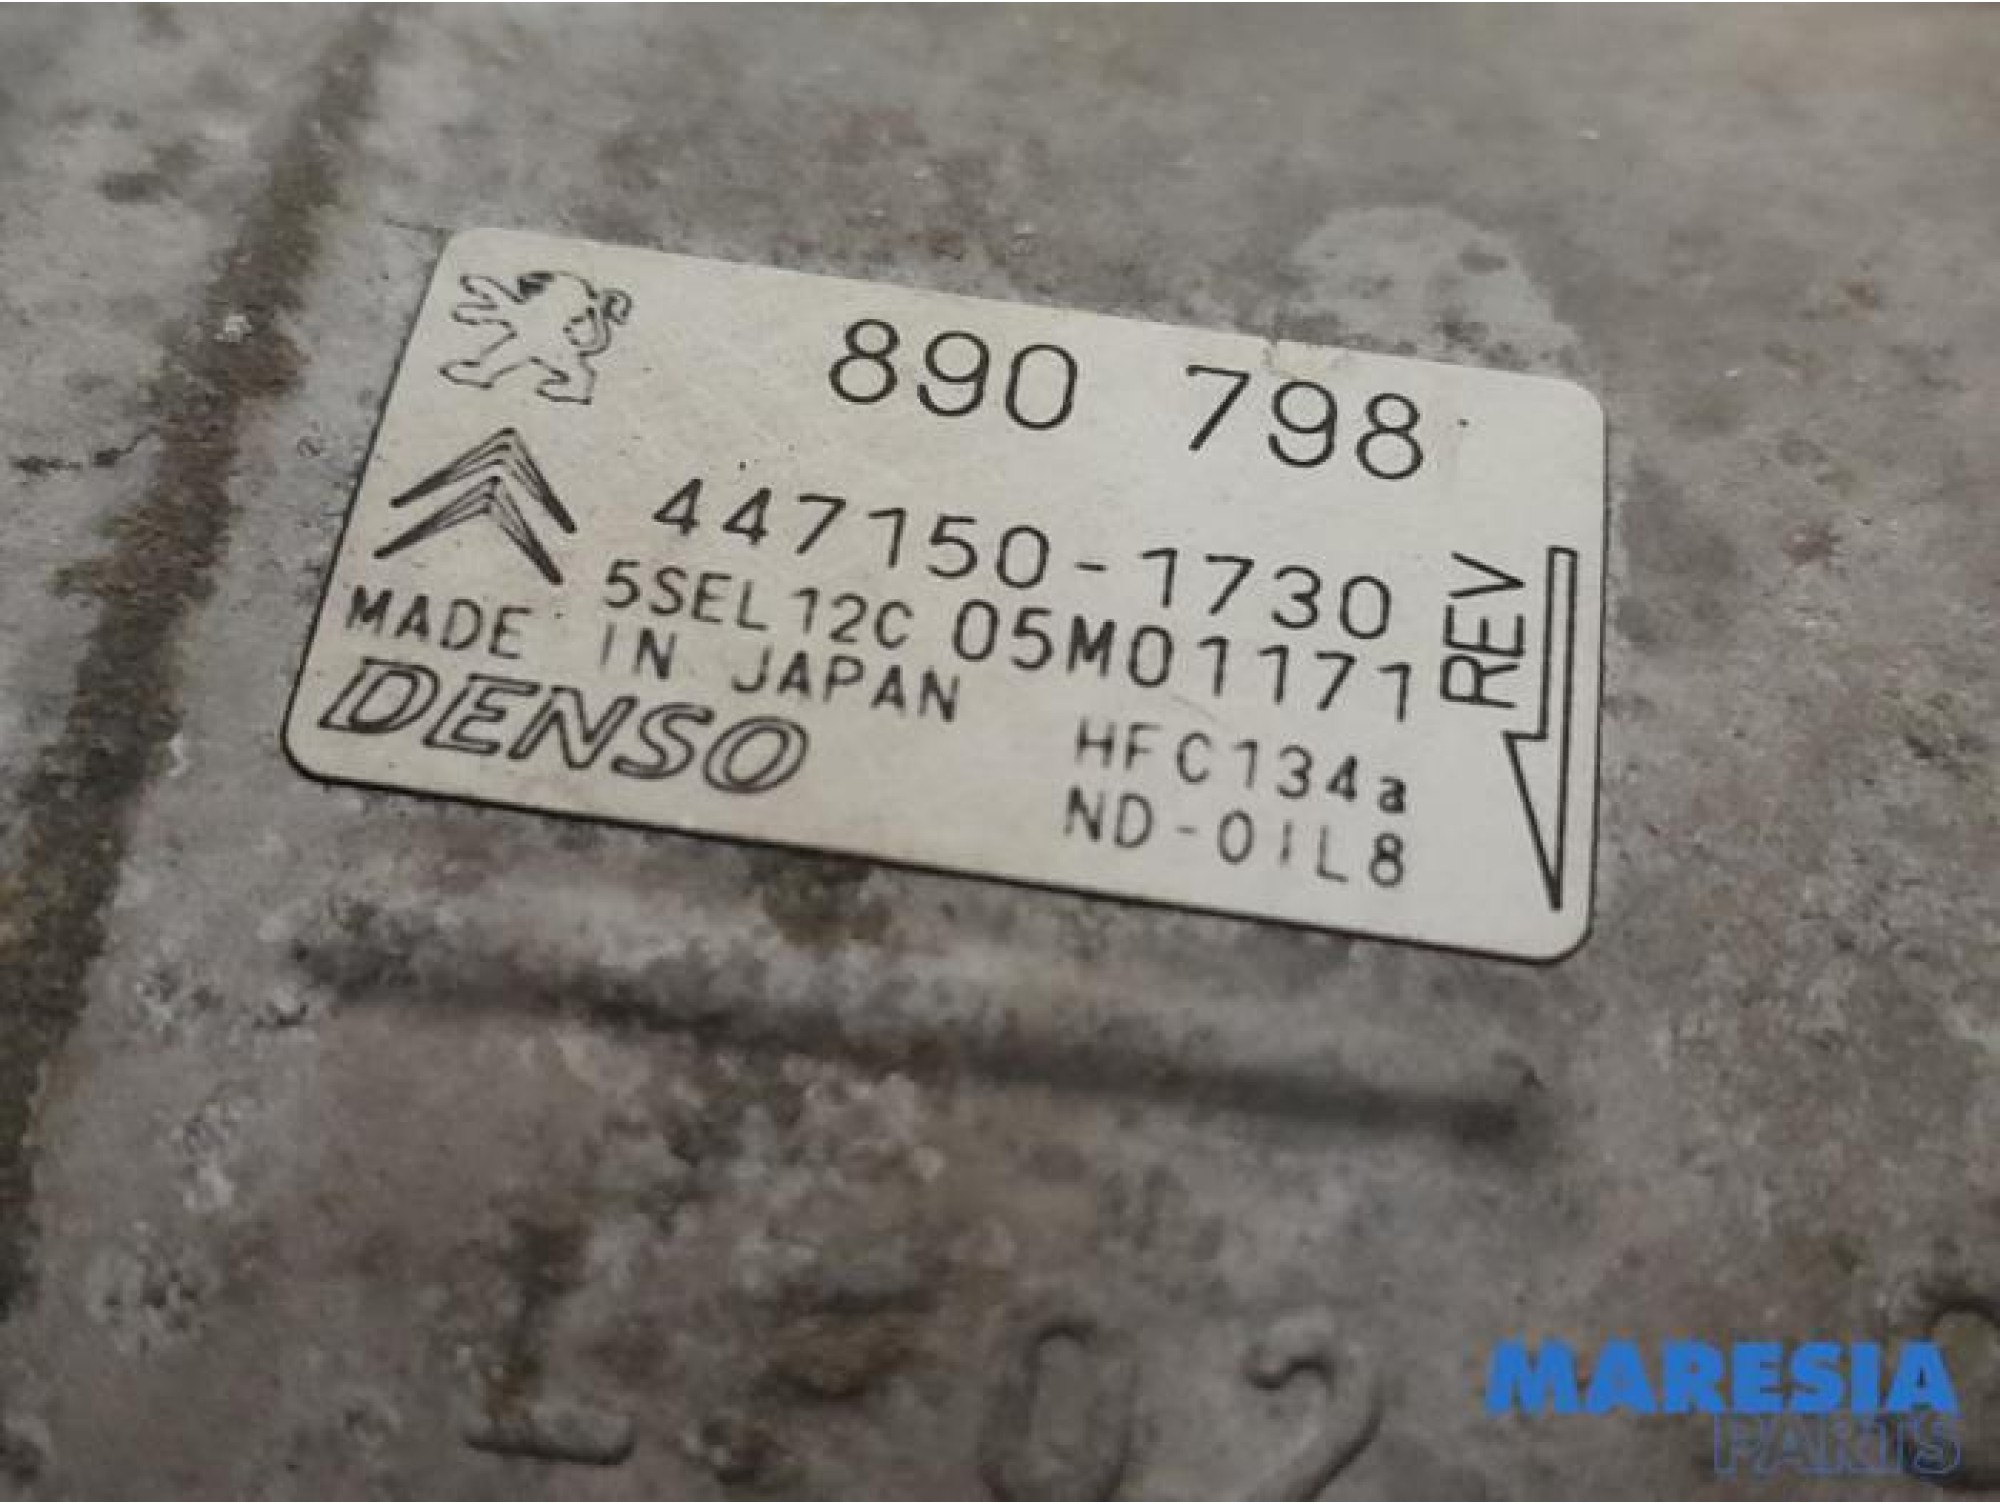 890 798
447150-1730
5SEL12C 05M01171
MADE IN JAPAN
DENSO
HFC134a
ND-OIL8
REV
MARESIA
PARTS